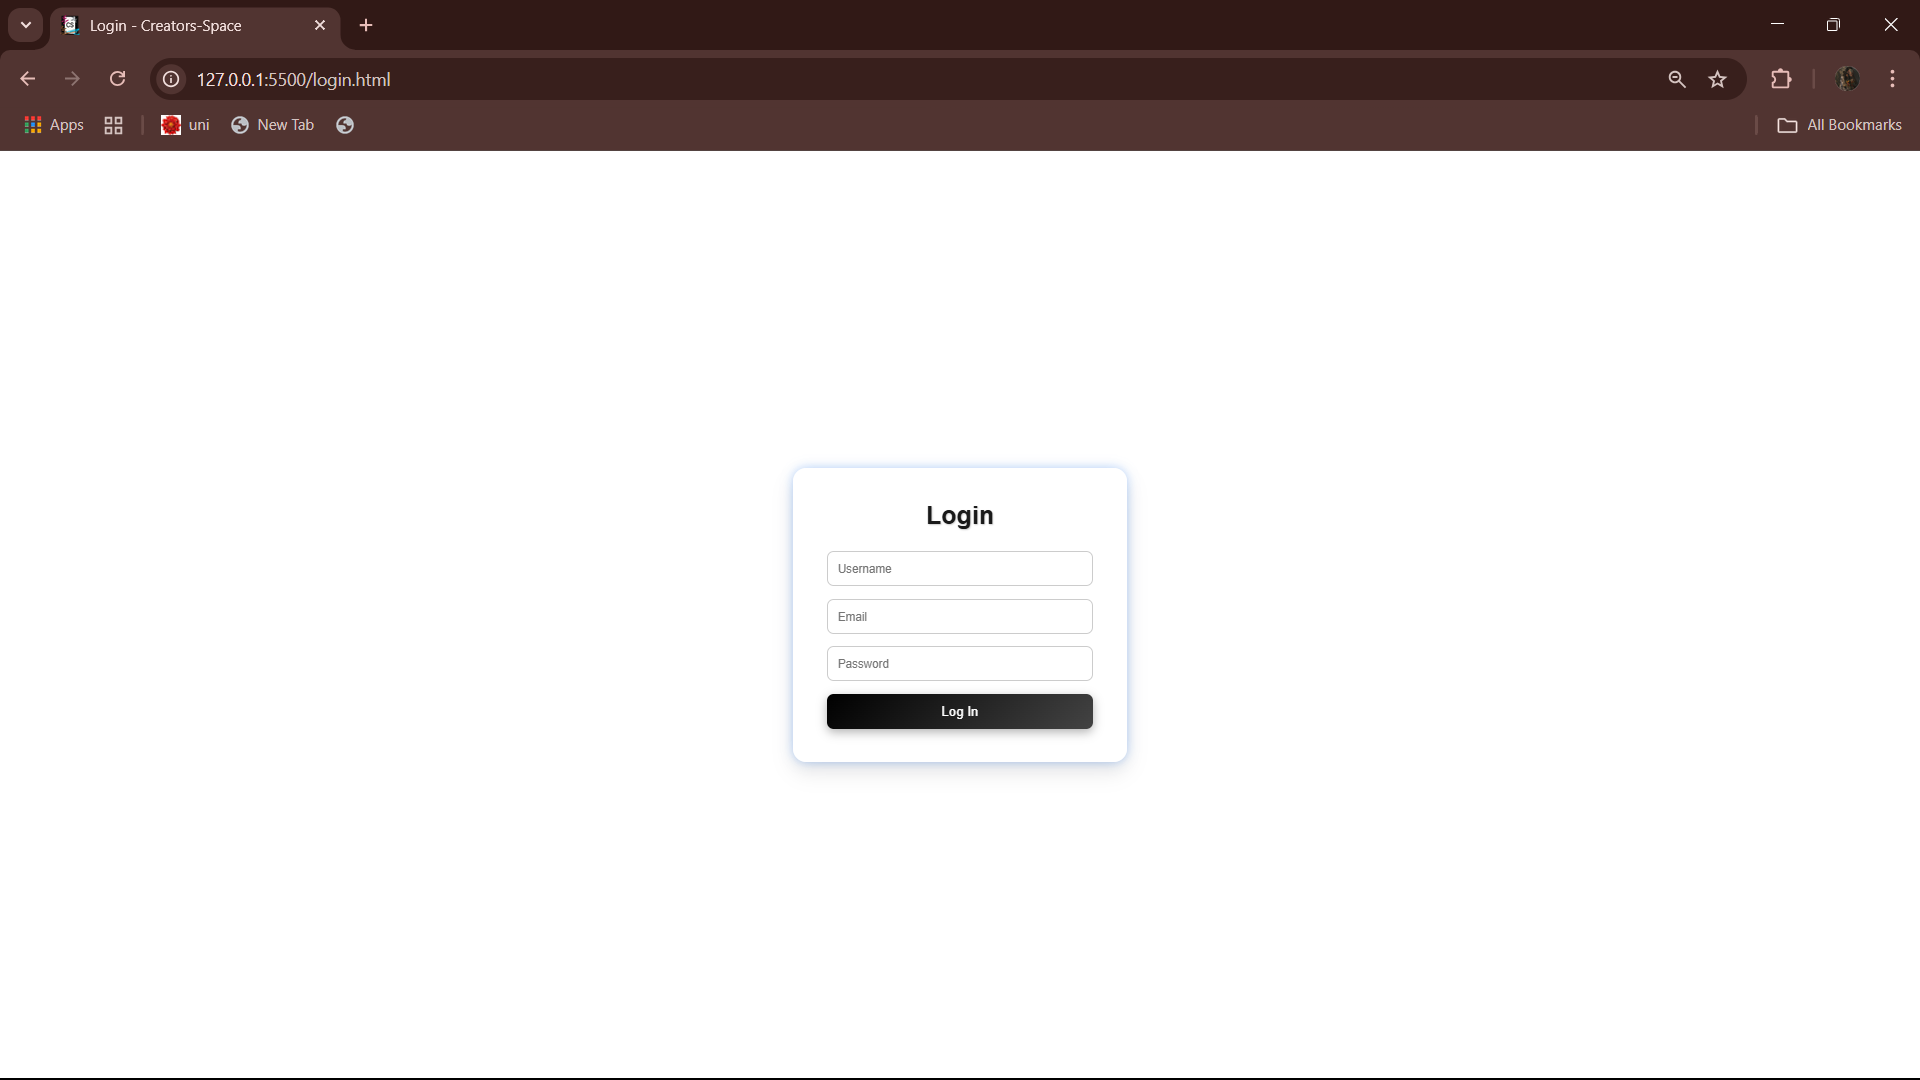 Login - Creators-Space
127.0.0.1:5500/login.html
Apps
uni
New Tab
All Bookmarks
Login
Username
Email
Password
Log In